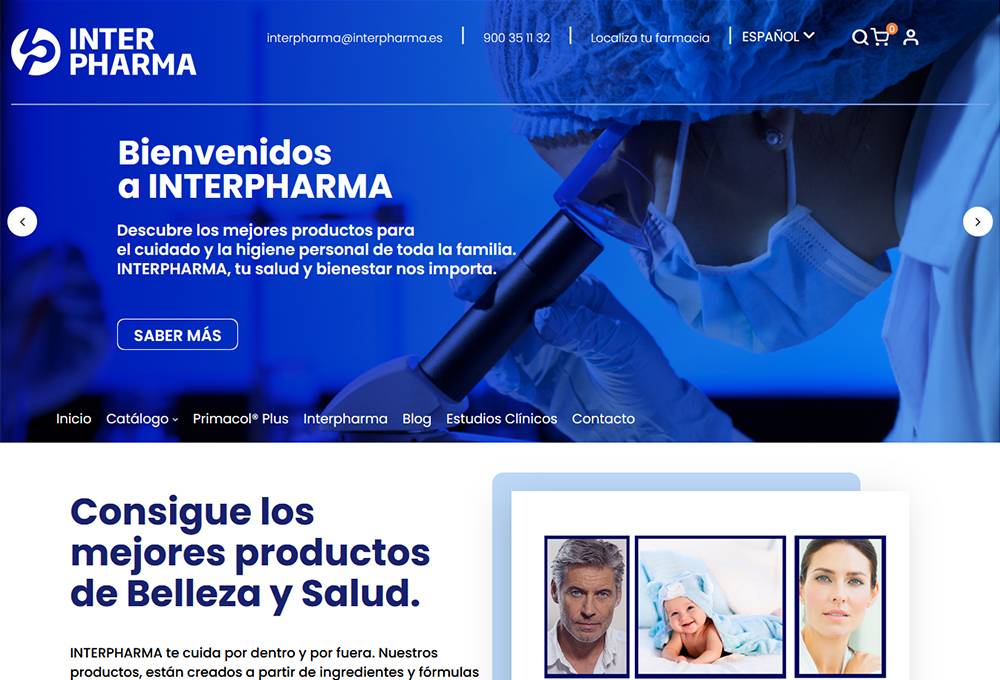 INTER
PHARMA
interpharma@interpharma.es
900 35 11 32
Localiza tu farmacia
ESPAÑOL
0
Bienvenidos
a INTERPHARMA
Descubre los mejores productos para
el cuidado y la higiene personal de toda la familia.
INTERPHARMA, tu salud y bienestar nos importa.
SABER MÁS
Inicio Catálogo Primacol® Plus Interpharma Blog Estudios Clínicos Contacto
Consigue los
mejores productos
de Belleza y Salud.
INTERPHARMA te cuida por dentro y por fuera. Nuestros
productos, están creados a partir de ingredientes y fórmulas